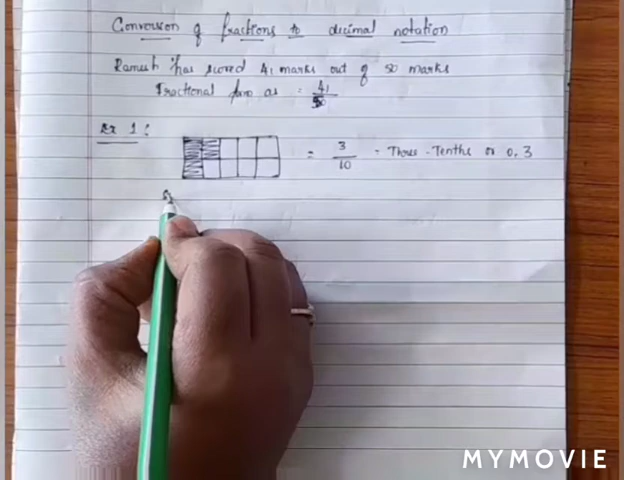 Conversion of fractions to decimal notation
Ramesh has scored 41 marks out of 50 marks
Fractional form as = 41/50
Ex 1:
= 3/10 = Three-Tenths or 0.3
MYMOVIE